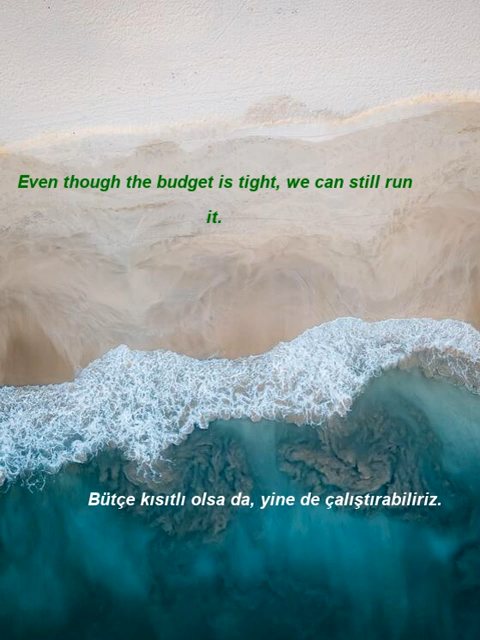 Even though the budget is tight, we can still run
it.
Bütçe kısıtlı olsa da, yine de çalıştırabiliriz.